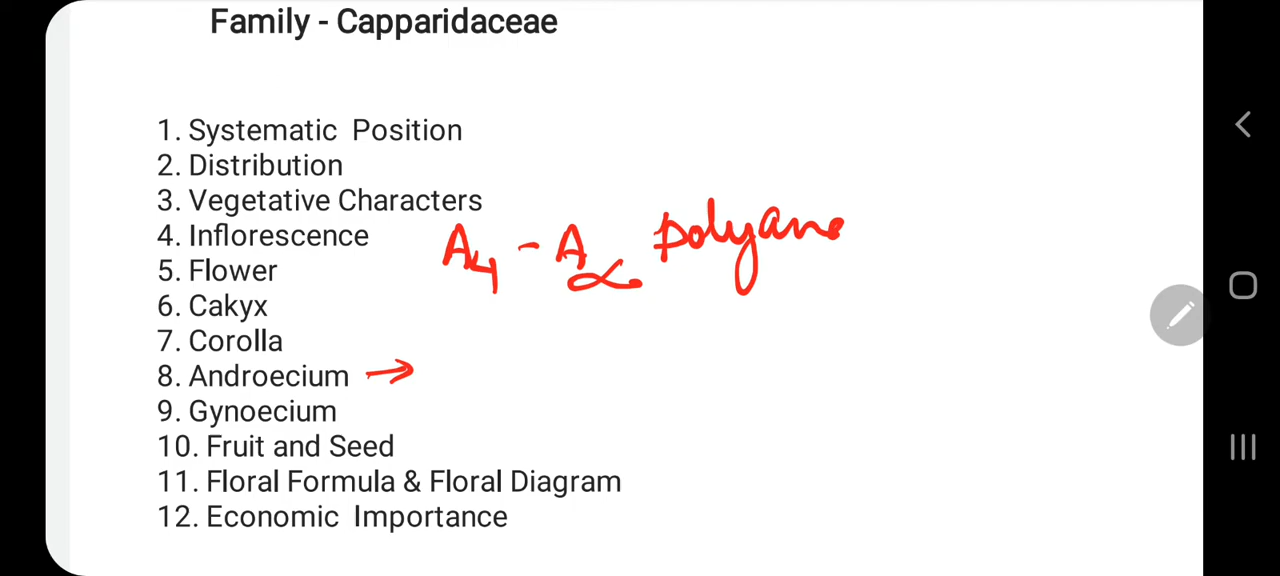 Family - Capparidaceae
1. Systematic Position
2. Distribution
3. Vegetative Characters
4. Inflorescence
A4 - A∝ polyand
5. Flower
6. Cakyx
7. Corolla
8. Androecium →
9. Gynoecium
10. Fruit and Seed
11. Floral Formula & Floral Diagram
12. Economic Importance